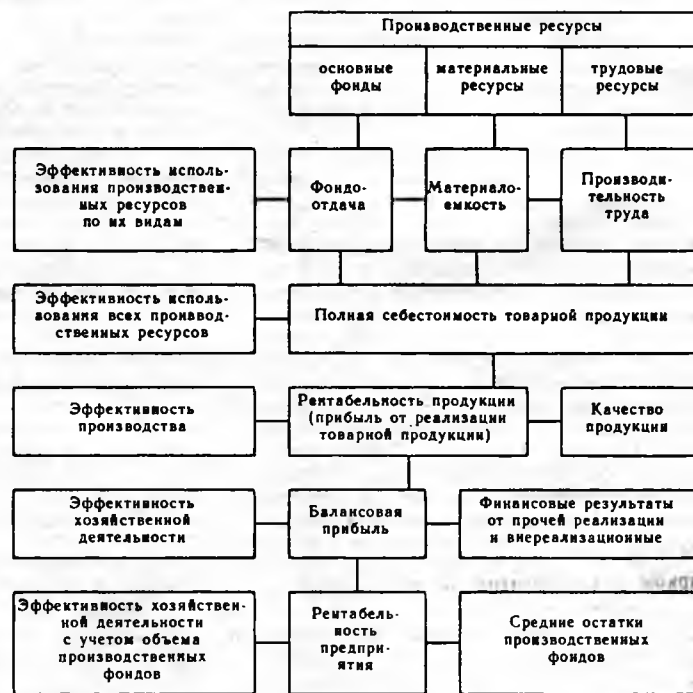 Производственные ресурсы
основные
фонды
материальные
ресурсы
трудовые
ресурсы
Эффективность исполь-
зования производствен-
ных ресурсов
по их видам
Фондо-
отдача
Материало-
емкость
Производи-
тельность
труда
Эффективность исполь-
зования всех производ-
ственных ресурсов
Полная себестоимость товарной продукции
Эффективность
производства
Рентабельность продукции
(прибыль от реализации
товарной продукции)
Качество
продукции
Эффективность
хозяйственной
деятельности
Балансовая
прибыль
Финансовые результаты
от прочей реализации
и внереализационные
Эффективность хозяйствен-
ной деятельности
с учетом объема
производственных
фондов
Рентабель-
ность
предпри-
ятия
Средние остатки
производственных
фондов